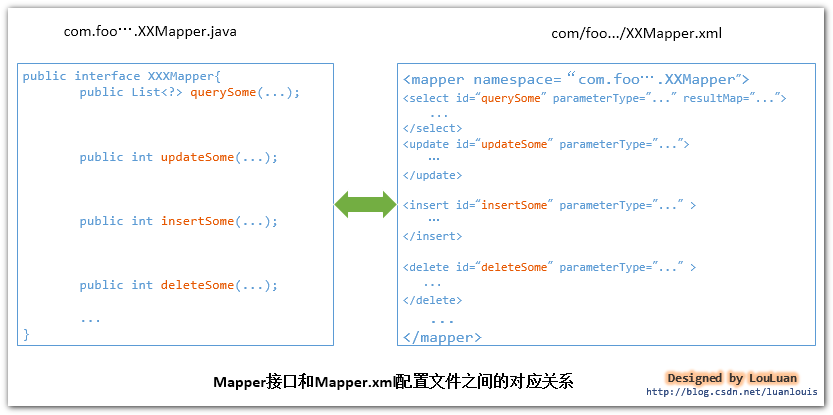 com.foo···.XXMapper.java
public interface XXXMapper{
public List<?> querySome(...);
public int updateSome(...);
public int insertSome(...);
public int deleteSome(...);
...
}
com/foo.../XXMapper.xml
<mapper namespace=“com.foo···.XXMapper”>
<select id=“querySome” parameterType=”...” resultMap=”...”>
...
</select>
<update id=“updateSome” parameterType=”...”>
···
</update>
<insert id=“insertSome” parameterType=”...” >
···
</insert>
<delete id=“deleteSome” parameterType=”...” >
...
</delete>
...
</mapper>
Mapper接口和Mapper.xml配置文件之间的对应关系
Designed by LouLuan
http://blog.csdn.net/luanlouis